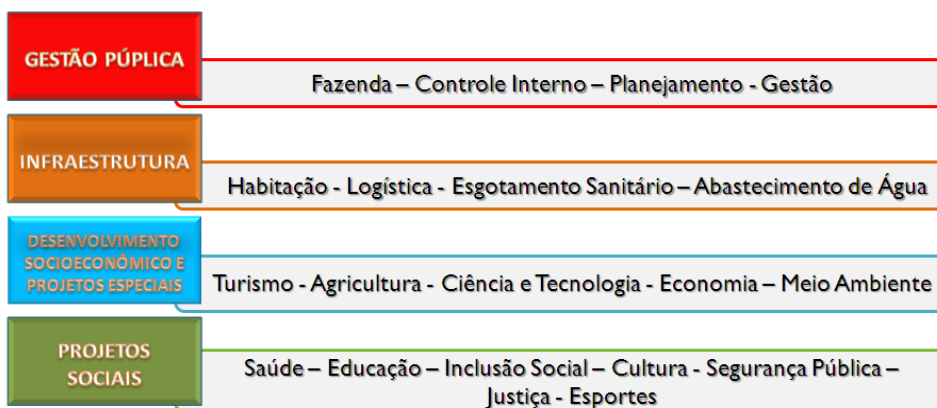 GESTÃO PÚPLICA
Fazenda – Controle Interno – Planejamento - Gestão
INFRAESTRUTURA
Habitação - Logística - Esgotamento Sanitário – Abastecimento de Água
DESENVOLVIMENTO
SOCIOECONÔMICO E
PROJETOS ESPECIAIS
Turismo - Agricultura - Ciência e Tecnologia - Economia – Meio Ambiente
PROJETOS
SOCIAIS
Saúde – Educação – Inclusão Social – Cultura - Segurança Pública –
Justiça - Esportes